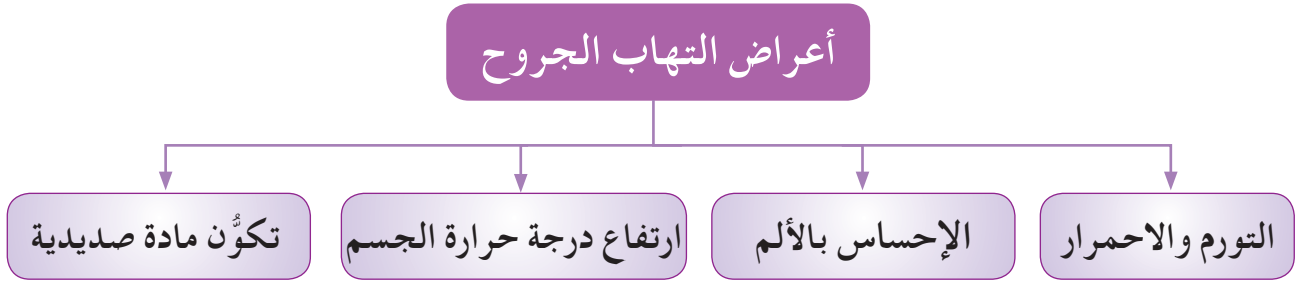 أعراض التهاب الجروح
التورم والاحمرار
الإحساس بالألم
ارتفاع درجة حرارة الجسم
تكوُّن مادة صديدية